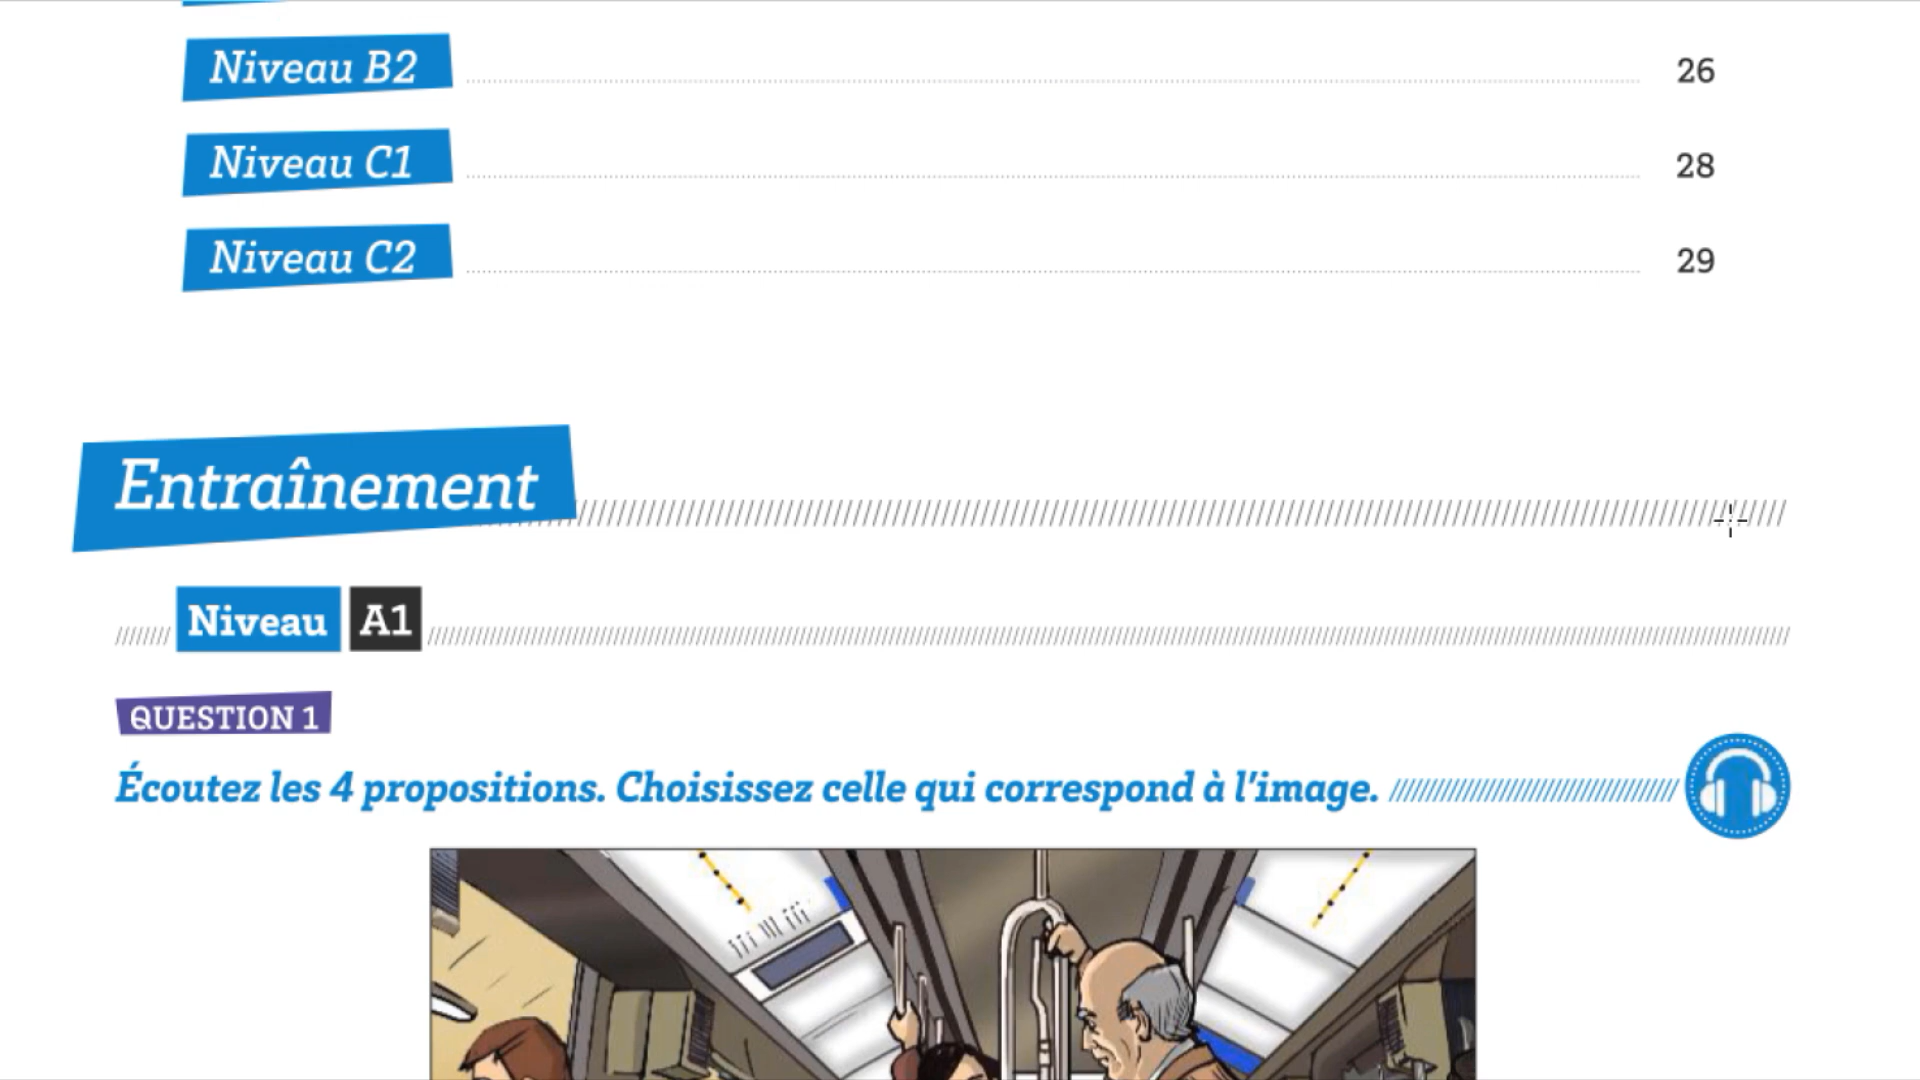 Niveau B2 26
Niveau C1 28
Niveau C2 29
Entraînement
Niveau A1
QUESTION 1
Écoutez les 4 propositions. Choisissez celle qui correspond à l'image.